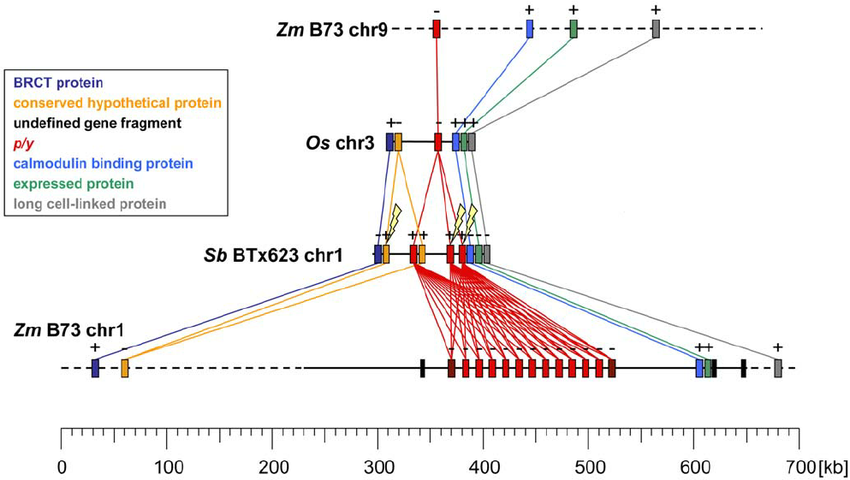 - + + +
Zm B73 chr9
BRCT protein
conserved hypothetical protein
undefined gene fragment
p/y
calmodulin binding protein
expressed protein
long cell-linked protein
+ - - + + +
Os chr3
Sb BTx623 chr1
Zm B73 chr1
+ - - - - - - - - - - - - - - + + +
0 100 200 300 400 500 600 700 [kb]